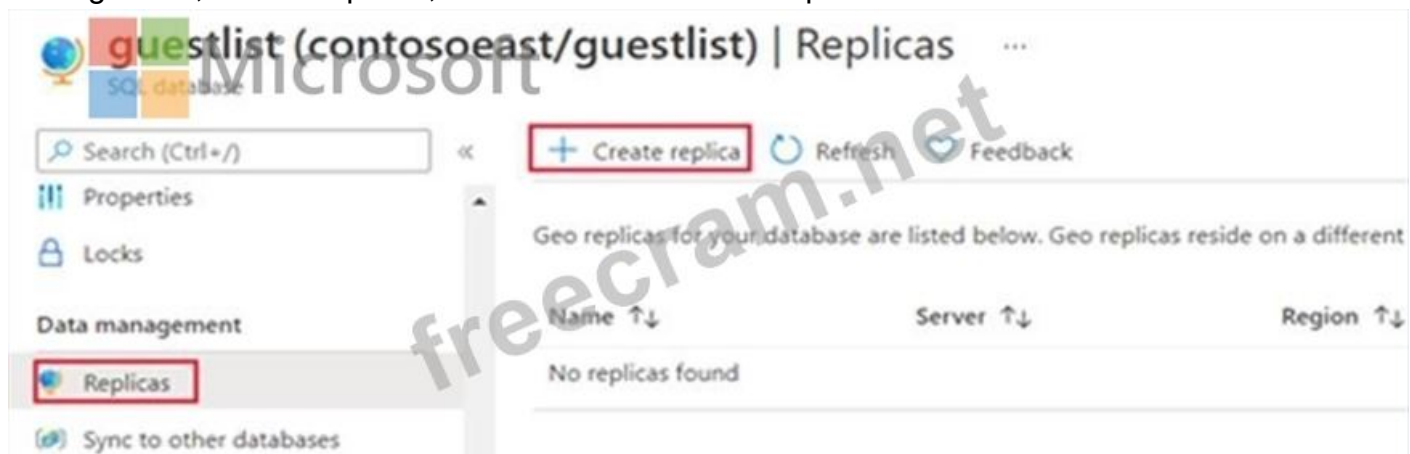 guestlist (contosoeast/guestlist) | Replicas ...
SQL database
Microsoft
Search (Ctrl+/)
«
+ Create replica
Refresh
Feedback
Properties
Locks
Geo replicas for your database are listed below. Geo replicas reside on a different
Data management
Name ↑↓
Server ↑↓
Region ↑↓
Replicas
No replicas found
Sync to other databases
freecram.net